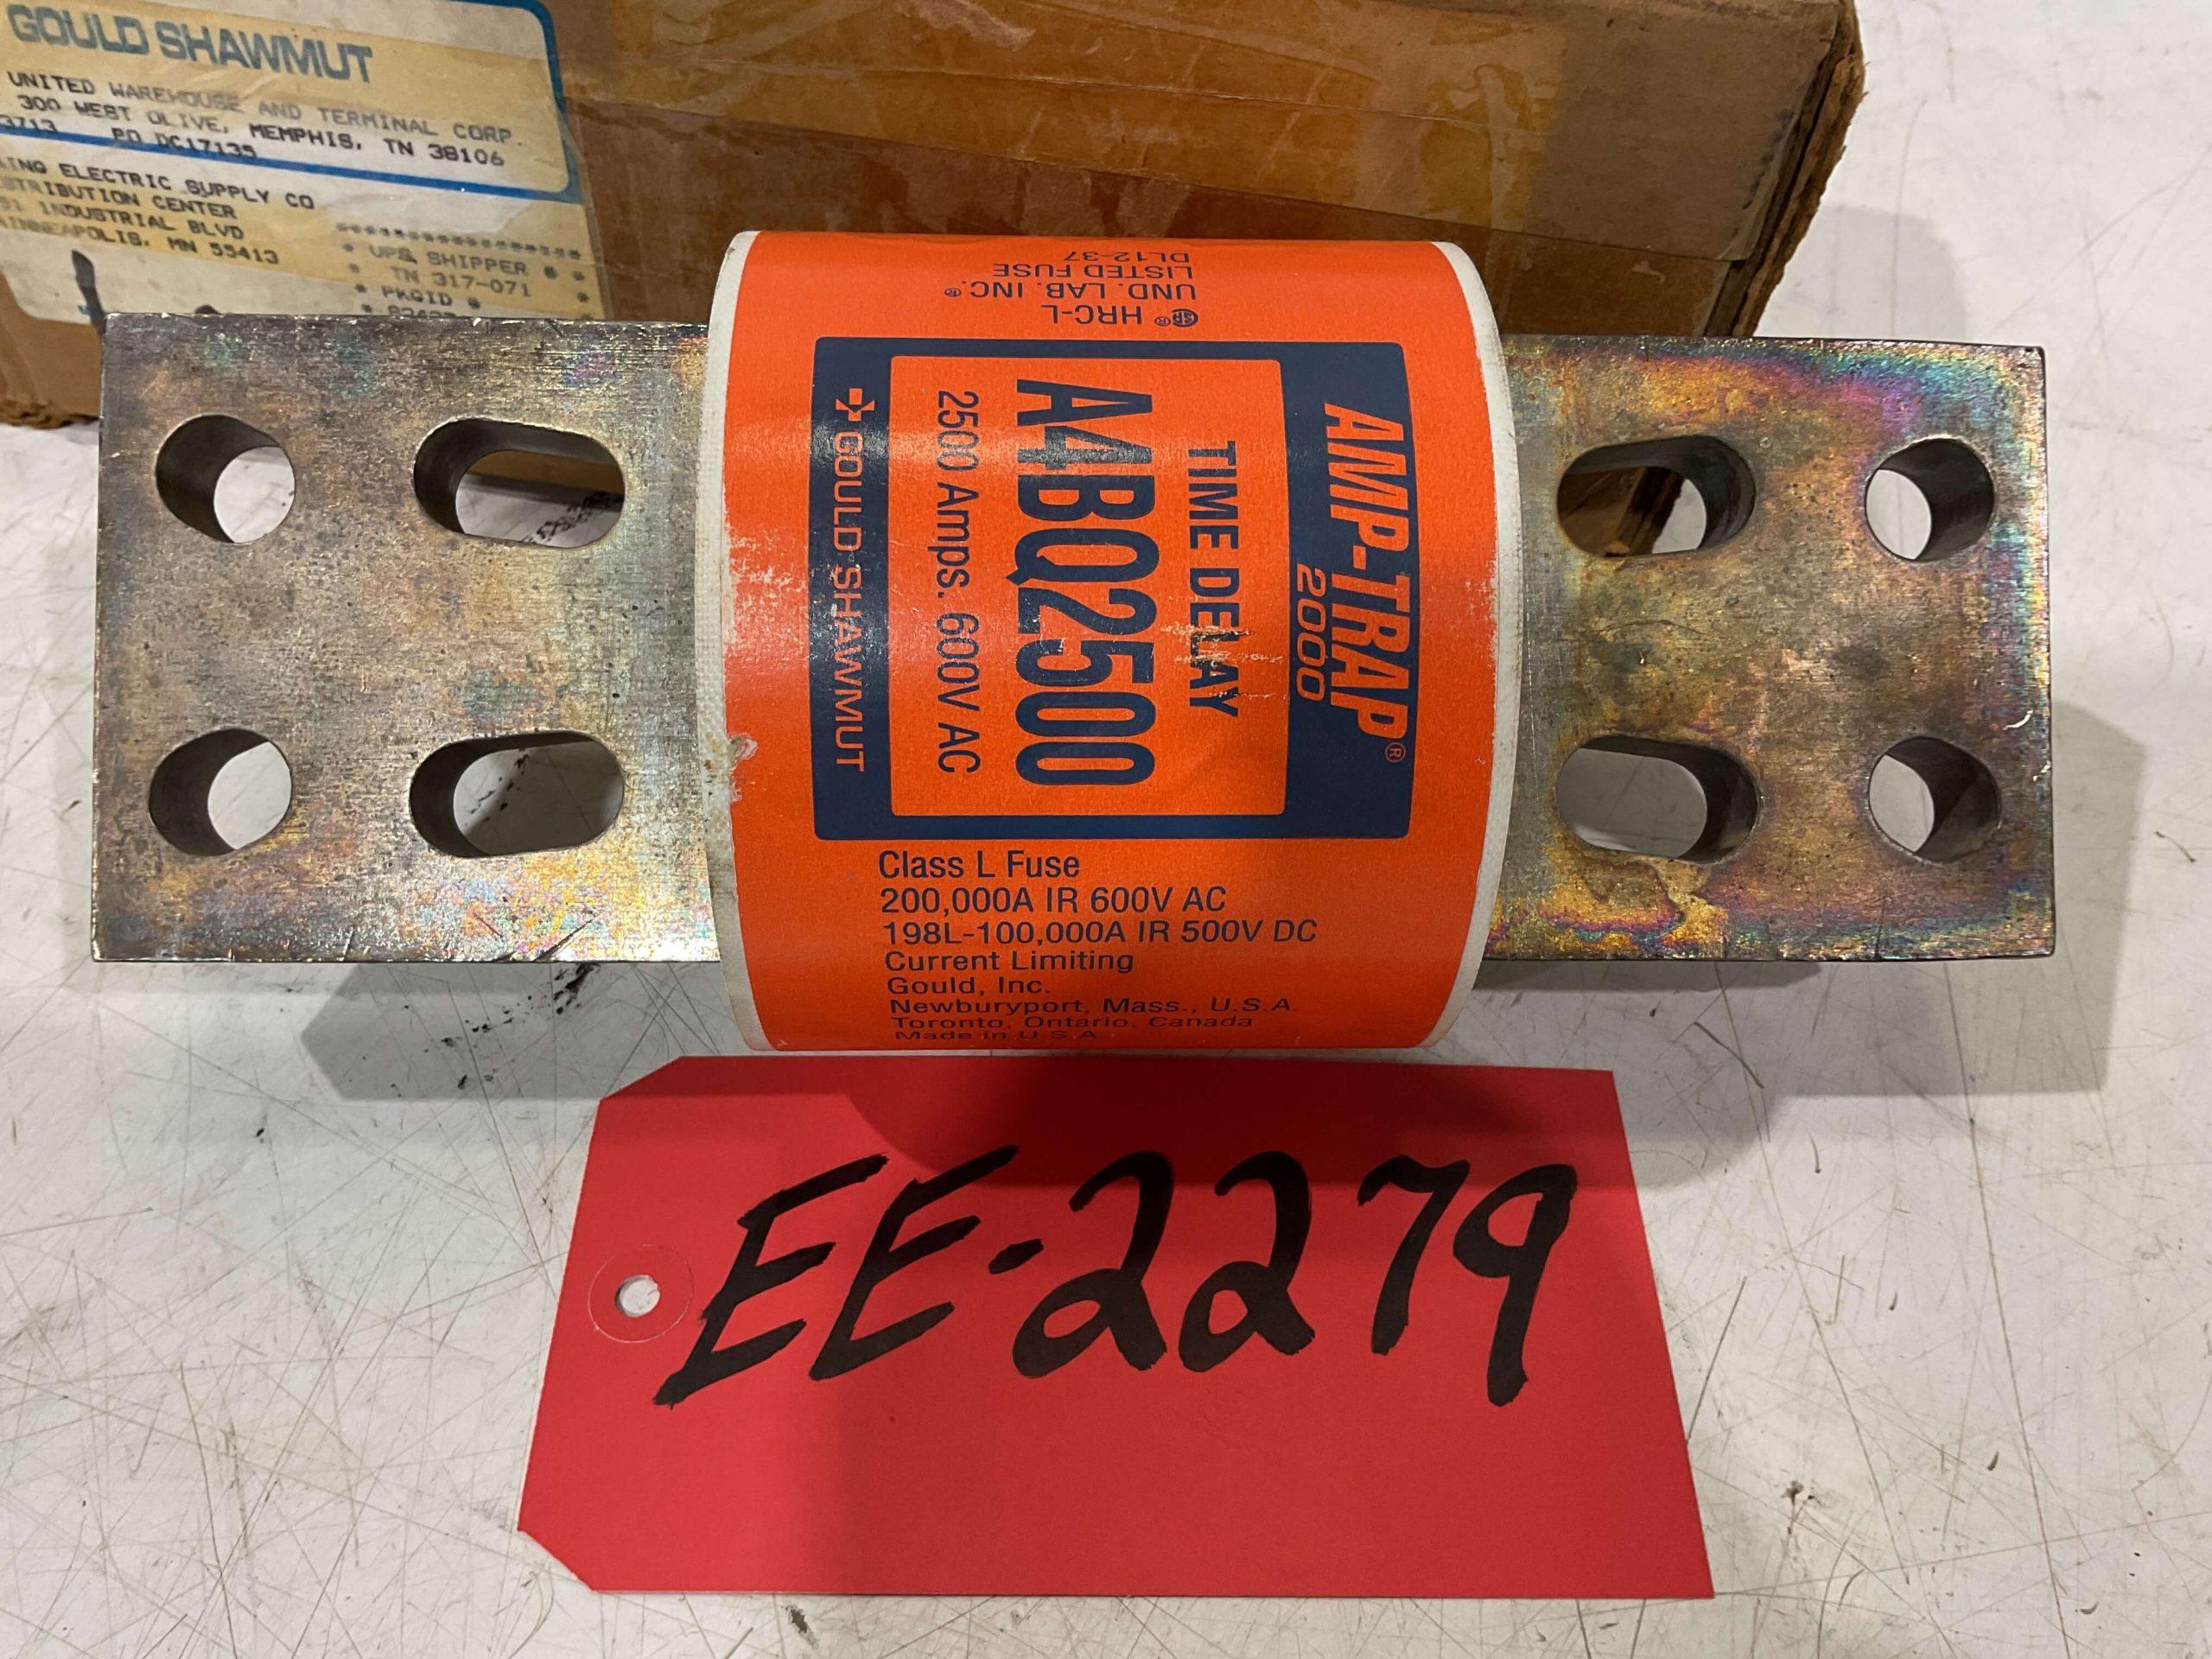 GOULD SHAWMUT
UNITED WAREHOUSE AND TERMINAL CORP.
300 WEST OLIVE, MEMPHIS, TN 38106
3713 PO DC17135
ELECTRIC SUPPLY CO
CENTER
INDUSTRIAL BLVD
MN 55413
* * * * * * * * * * * * * * * *
* UPS SHIPPER # *
* TN 317-071 *
* PKGID # *
DL12-37
LISTED FUSE
UND. LAB. INC.®
® HRC-L
AMP-TRAP®
2000
TIME DELAY
A4BQ2500
2500 Amps. 600V AC
GOULD SHAWMUT
Class L Fuse
200,000A IR 600V AC
198L-100,000A IR 500V DC
Current Limiting
Gould, Inc.
Newburyport, Mass., U.S.A.
Toronto, Ontario, Canada
Made in U.S.A.
EE-2279